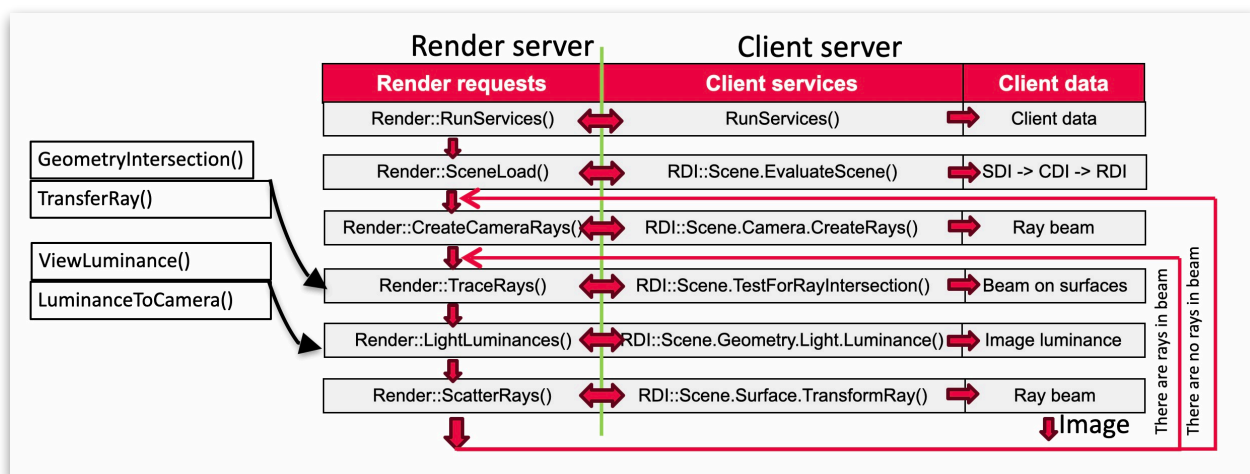 Render server
Client server
Render requests
Client services
Client data
Render::RunServices()
RunServices()
Client data
GeometryIntersection()
TransferRay()
Render::SceneLoad()
RDI::Scene.EvaluateScene()
SDI -> CDI -> RDI
Render::CreateCameraRays()
RDI::Scene.Camera.CreateRays()
Ray beam
ViewLuminance()
LuminanceToCamera()
Render::TraceRays()
RDI::Scene.TestForRayIntersection()
Beam on surfaces
Render::LightLuminances()
RDI::Scene.Geometry.Light.Luminance()
Image luminance
Render::ScatterRays()
RDI::Scene.Surface.TransformRay()
Ray beam
Image
There are rays in beam
There are no rays in beam